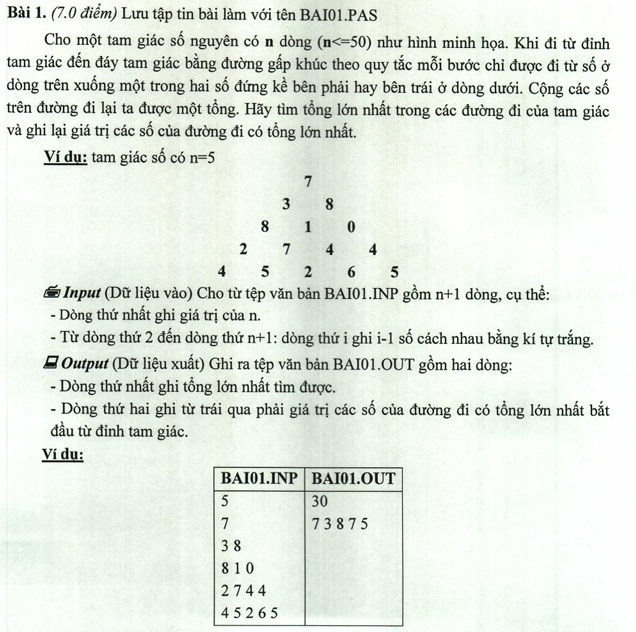 Bài 1. (7.0 điểm) Lưu tập tin bài làm với tên BAI01.PAS
Cho một tam giác số nguyên có n dòng (n<=50) như hình minh họa. Khi đi từ đỉnh
tam giác đến đáy tam giác bằng đường gấp khúc theo quy tắc mỗi bước chỉ được đi từ số ở
dòng trên xuống một trong hai số đứng kề bên phải hay bên trái ở dòng dưới. Cộng các số
trên đường đi lại ta được một tổng. Hãy tìm tổng lớn nhất trong các đường đi của tam giác
và ghi lại giá trị các số của đường đi có tổng lớn nhất.
Ví dụ: tam giác số có n=5
7
3 8
8 1 0
2 7 4 4
4 5 2 6 5
Input (Dữ liệu vào) Cho từ tệp văn bản BAI01.INP gồm n+1 dòng, cụ thể:
- Dòng thứ nhất ghi giá trị của n.
- Từ dòng thứ 2 đến dòng thứ n+1: dòng thứ i ghi i-1 số cách nhau bằng kí tự trắng.
Output (Dữ liệu xuất) Ghi ra tệp văn bản BAI01.OUT gồm hai dòng:
- Dòng thứ nhất ghi tổng lớn nhất tìm được.
- Dòng thứ hai ghi từ trái qua phải giá trị các số của đường đi có tổng lớn nhất bắt
đầu từ đỉnh tam giác.
Ví dụ:
BAI01.INP BAI01.OUT
5 30
7 7 3 8 7 5
3 8
8 1 0
2 7 4 4
4 5 2 6 5